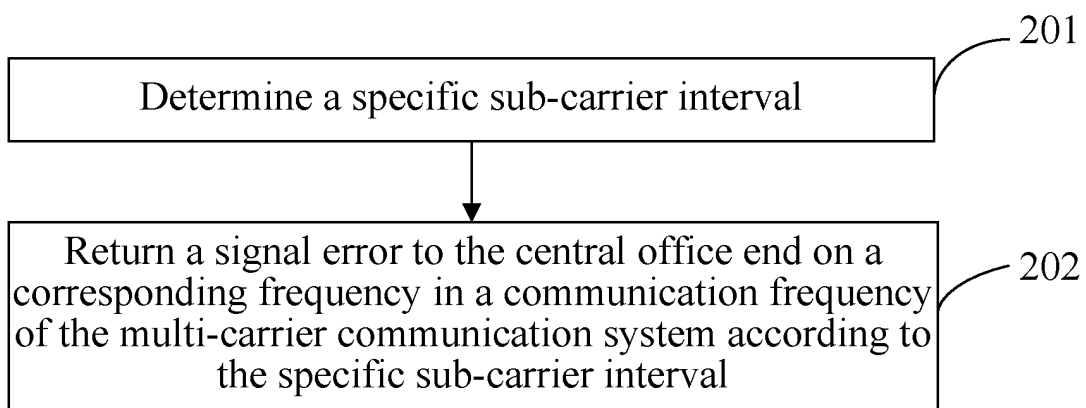 201
Determine a specific sub-carrier interval
Return a signal error to the central office end on a
corresponding frequency in a communication frequency
of the multi-carrier communication system according to
the specific sub-carrier interval
202